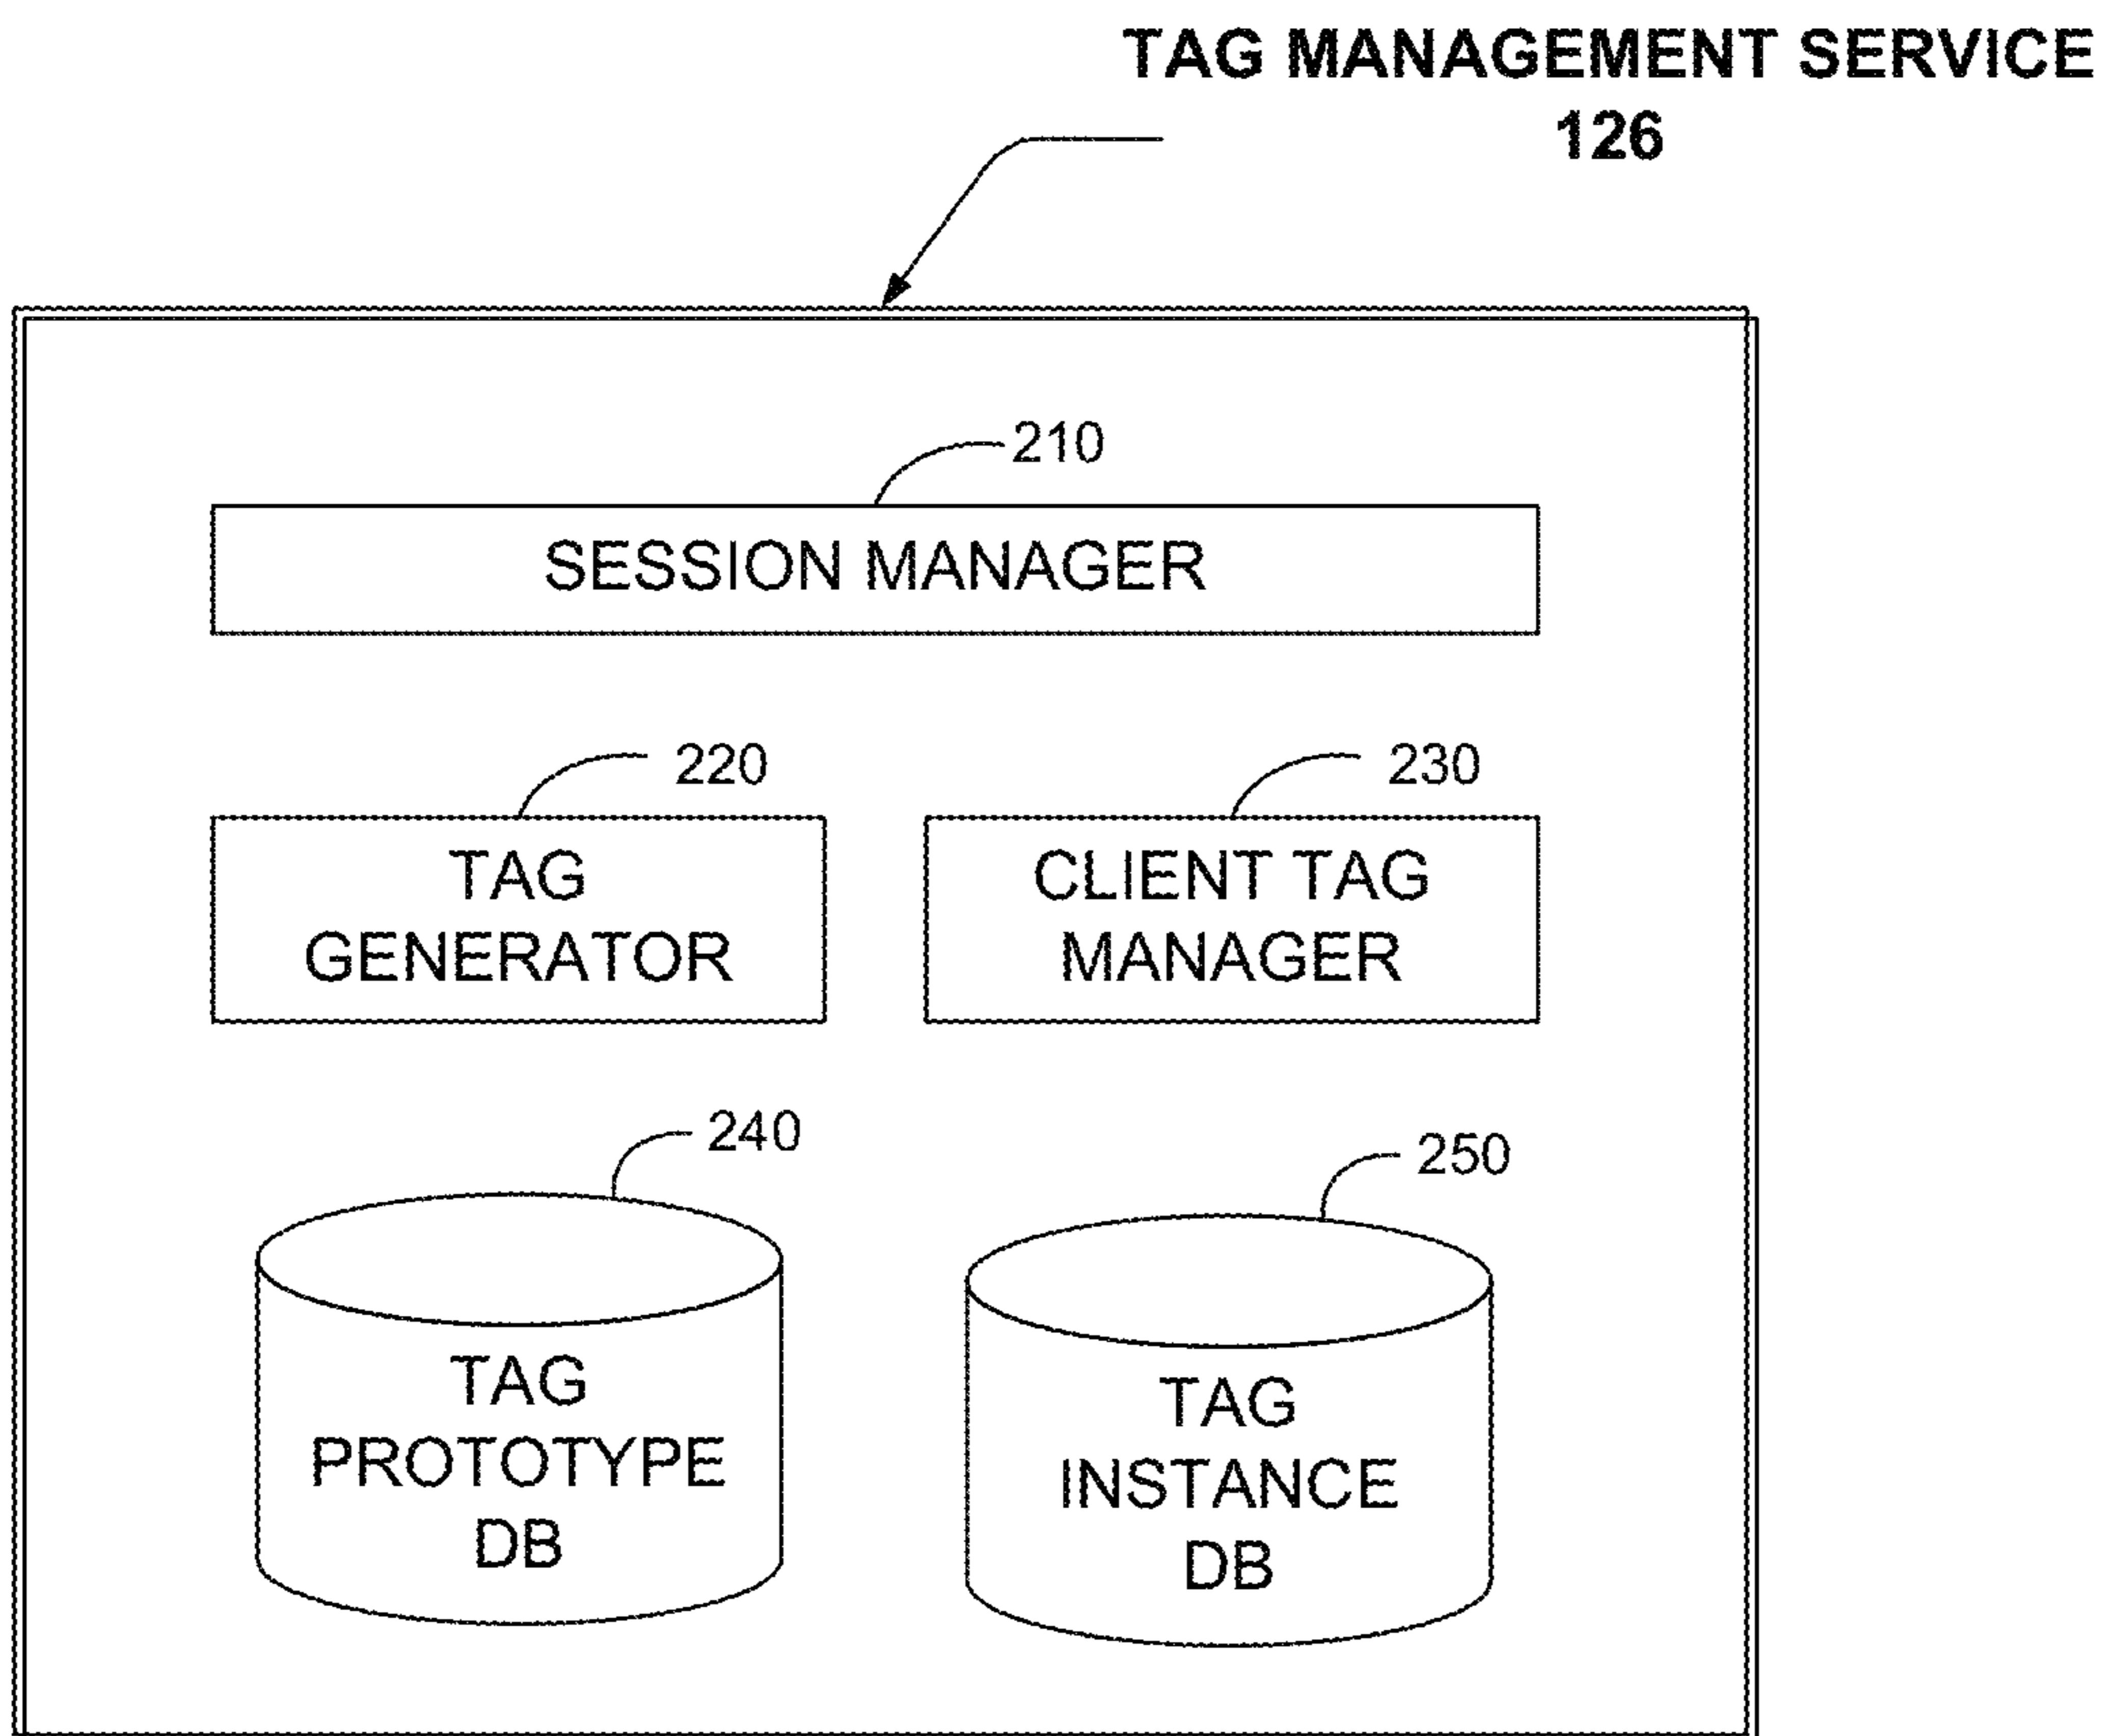 TAG MANAGEMENT SERVICE
126
210
SESSION MANAGER
220
230
TAG
GENERATOR
CLIENT TAG
MANAGER
240
250
TAG
PROTOTYPE
DB
TAG
INSTANCE
DB